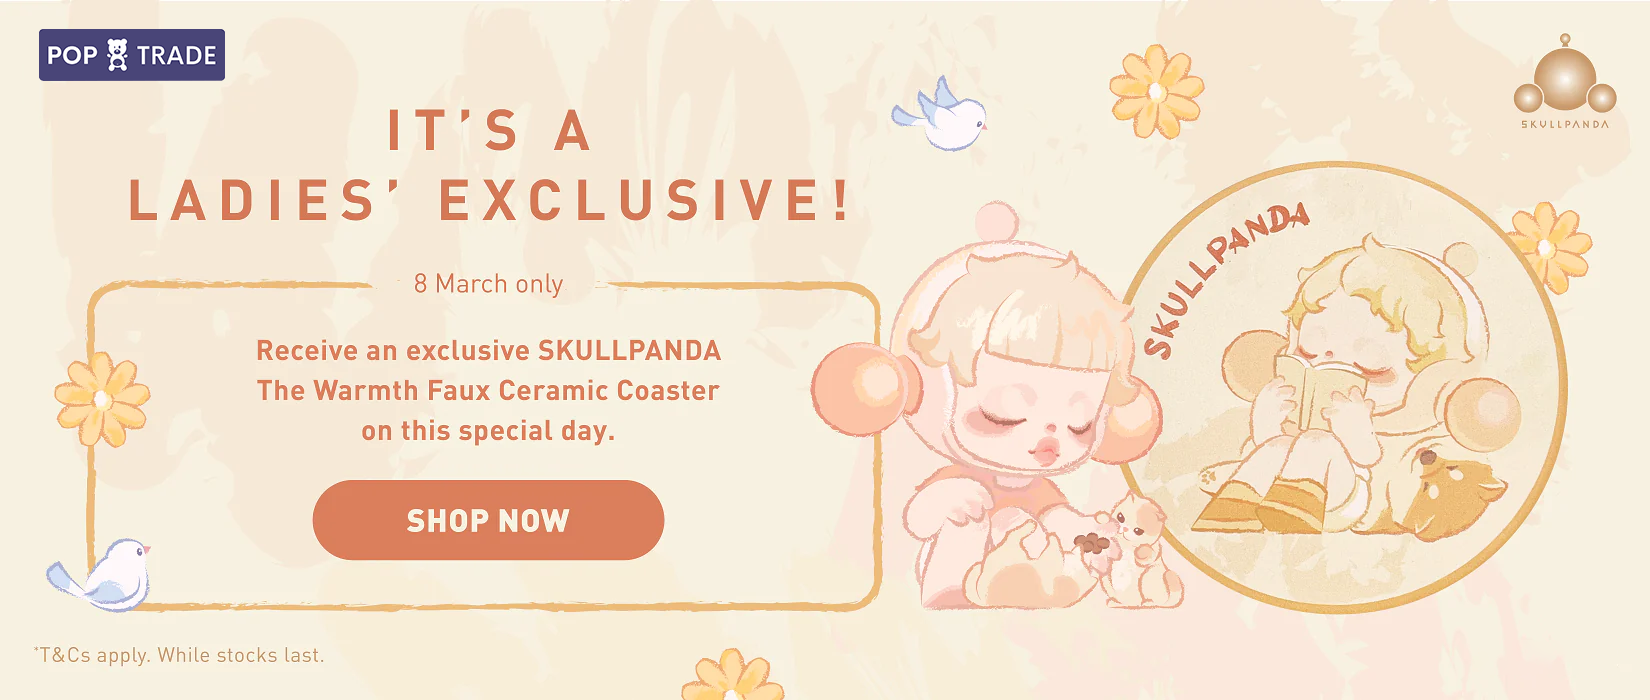 POP TRADE
SKULLPANDA
IT'S A
LADIES' EXCLUSIVE!
8 March only
Receive an exclusive SKULLPANDA
The Warmth Faux Ceramic Coaster
on this special day.
SHOP NOW
SKULLPANDA
*T&Cs apply. While stocks last.